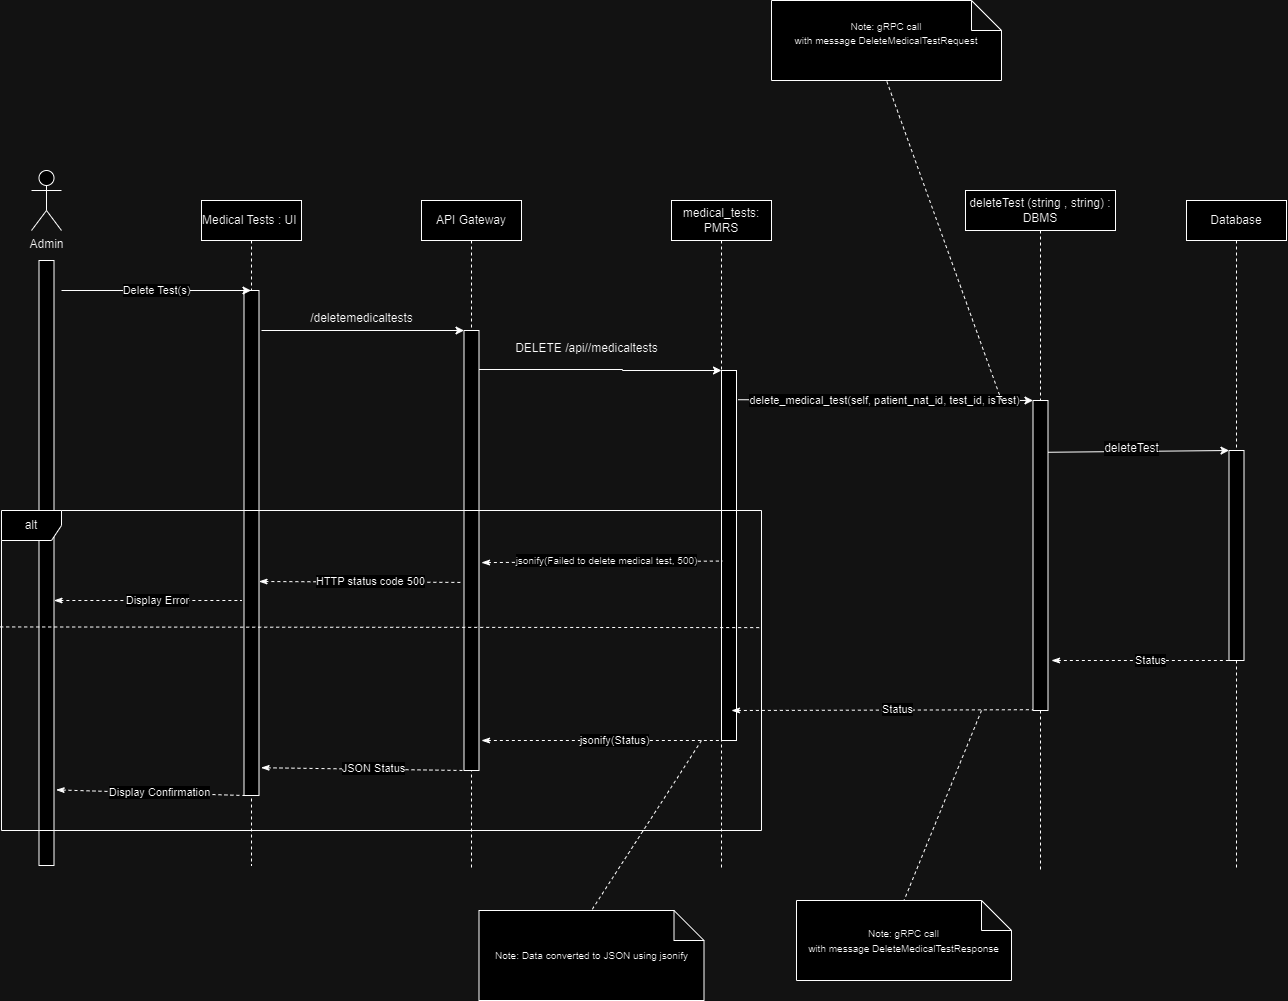 Note: gRPC call
with message DeleteMedicalTestRequest
Admin
Medical Tests : UI
API Gateway
medical_tests:
PMRS
deleteTest (string , string) :
DBMS
Database
Delete Test(s)
/deletemedicaltests
DELETE /api//medicaltests
delete_medical_test(self, patient_nat_id, test_id, isTest)
deleteTest
alt
jsonify(Failed to delete medical test, 500)
HTTP status code 500
Display Error
Status
Status
jsonify(Status)
JSON Status
Display Confirmation
Note: Data converted to JSON using jsonify
Note: gRPC call
with message DeleteMedicalTestResponse